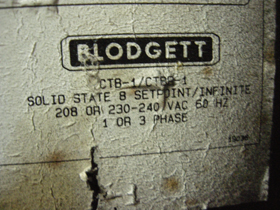 BLODGETT
CTB-1/CTBR-1
SOLID STATE 8 SETPOINT/INFINITE
208 OR 230-240 VAC 60 HZ
1 OR 3 PHASE